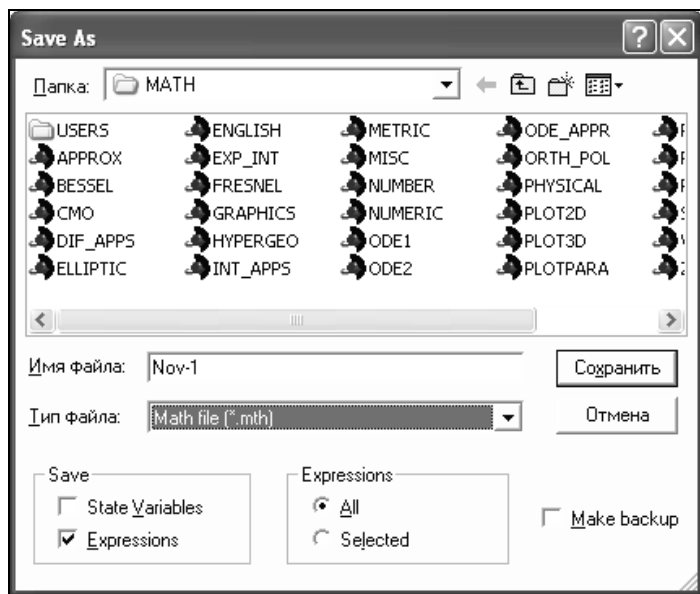 Save As
Папка: MATH
USERS ENGLISH METRIC ODE_APPR
APPROX EXP_INT MISC ORTH_POL
BESSEL FRESNEL NUMBER PHYSICAL
CMO GRAPHICS NUMERIC PLOT2D
DIF_APPS HYPERGEO ODE1 PLOT3D
ELLIPTIC INT_APPS ODE2 PLOTPARA
Имя файла: Nov-1 Сохранить
Тип файла: Math file (*.mth) Отмена
Save Expressions
State Variables All Make backup
Expressions Selected